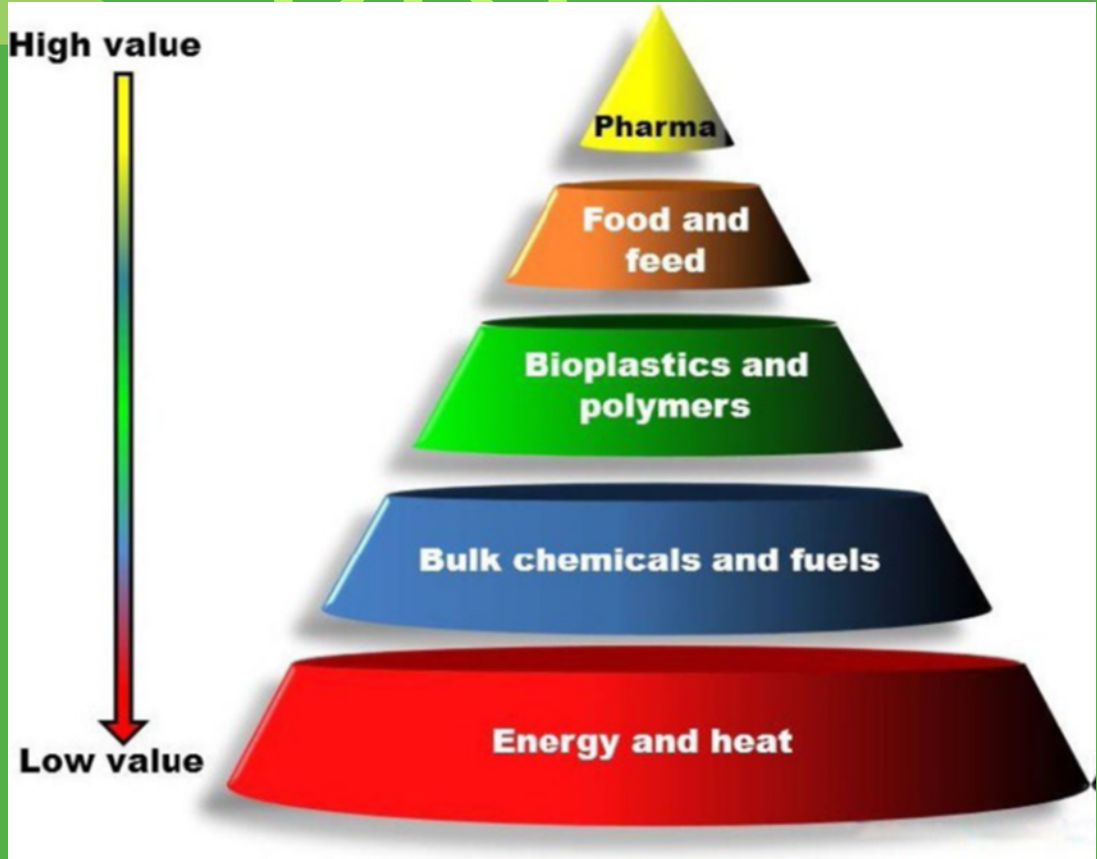 High value
Pharma
Food and
feed
Bioplastics and
polymers
Bulk chemicals and fuels
Energy and heat
Low value